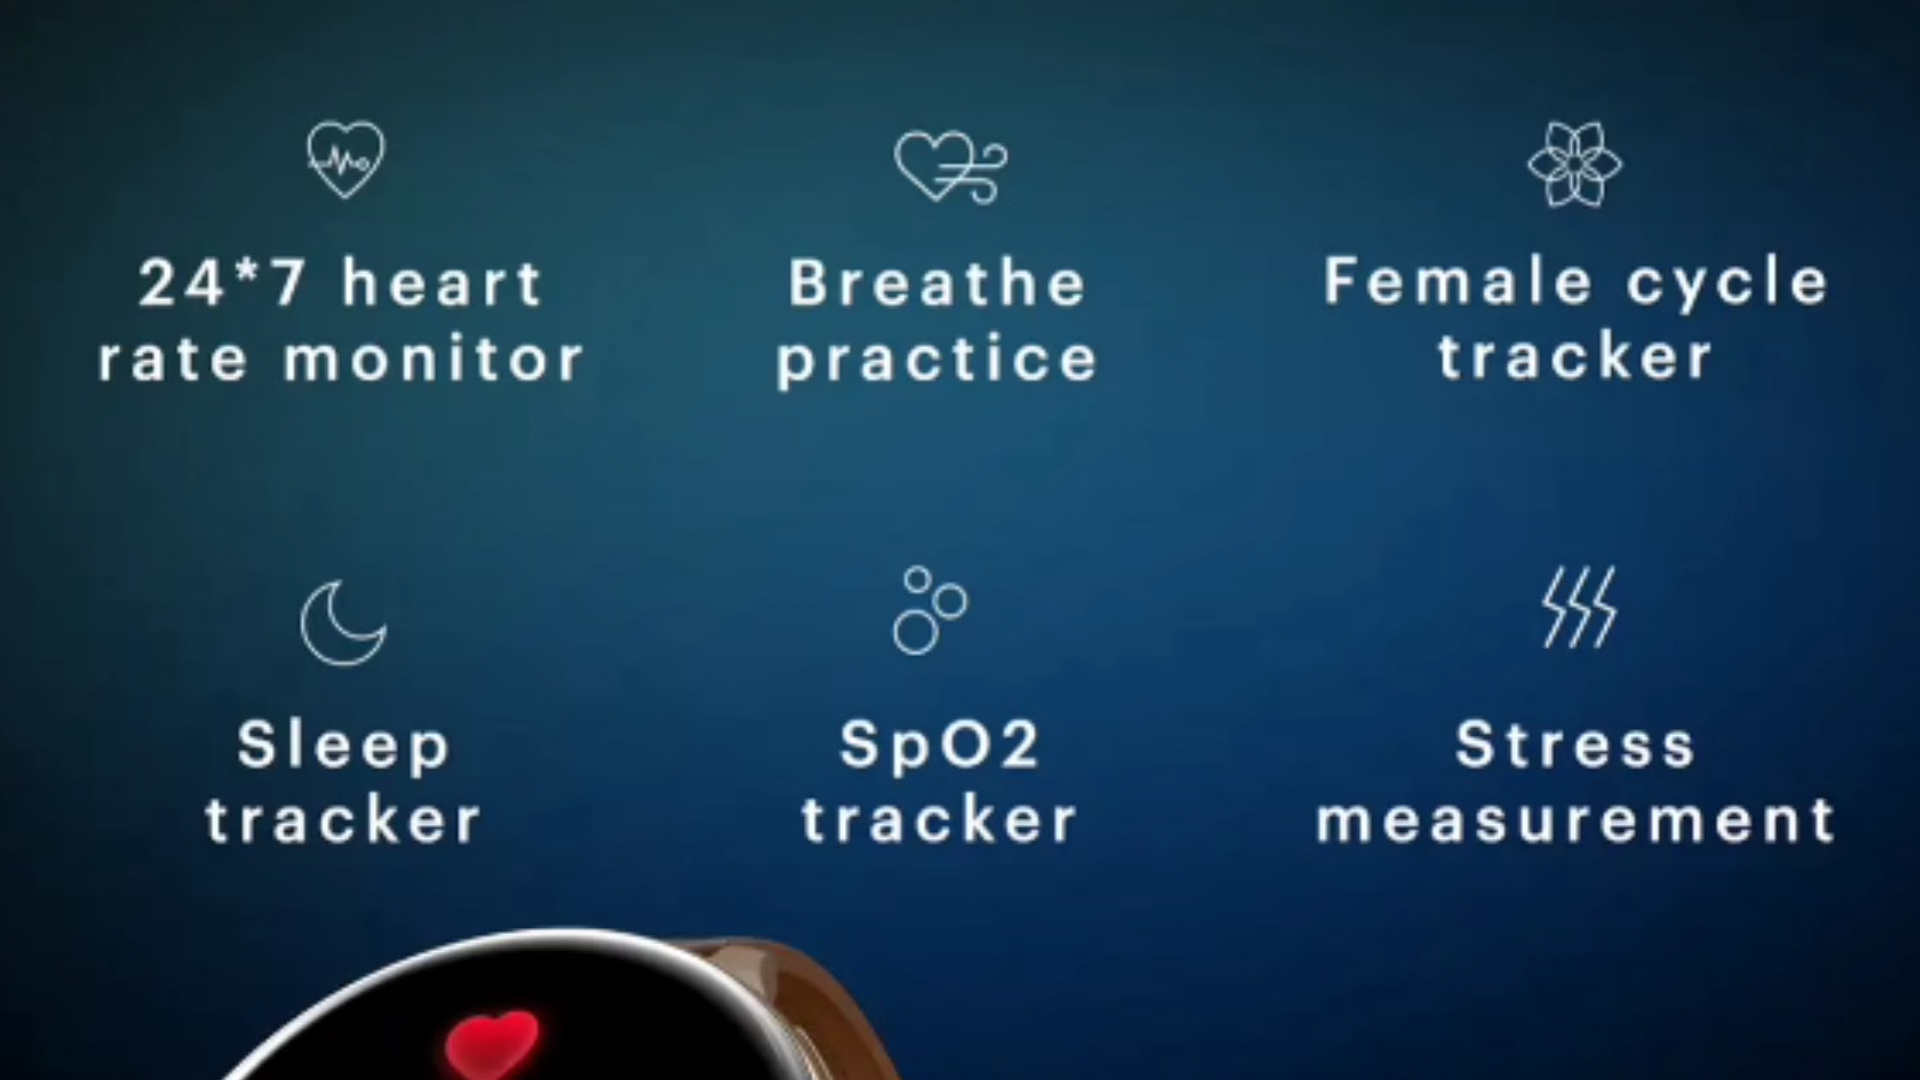 24*7 heart
rate monitor
Breathe
practice
Female cycle
tracker
Sleep
tracker
SpO2
tracker
Stress
measurement